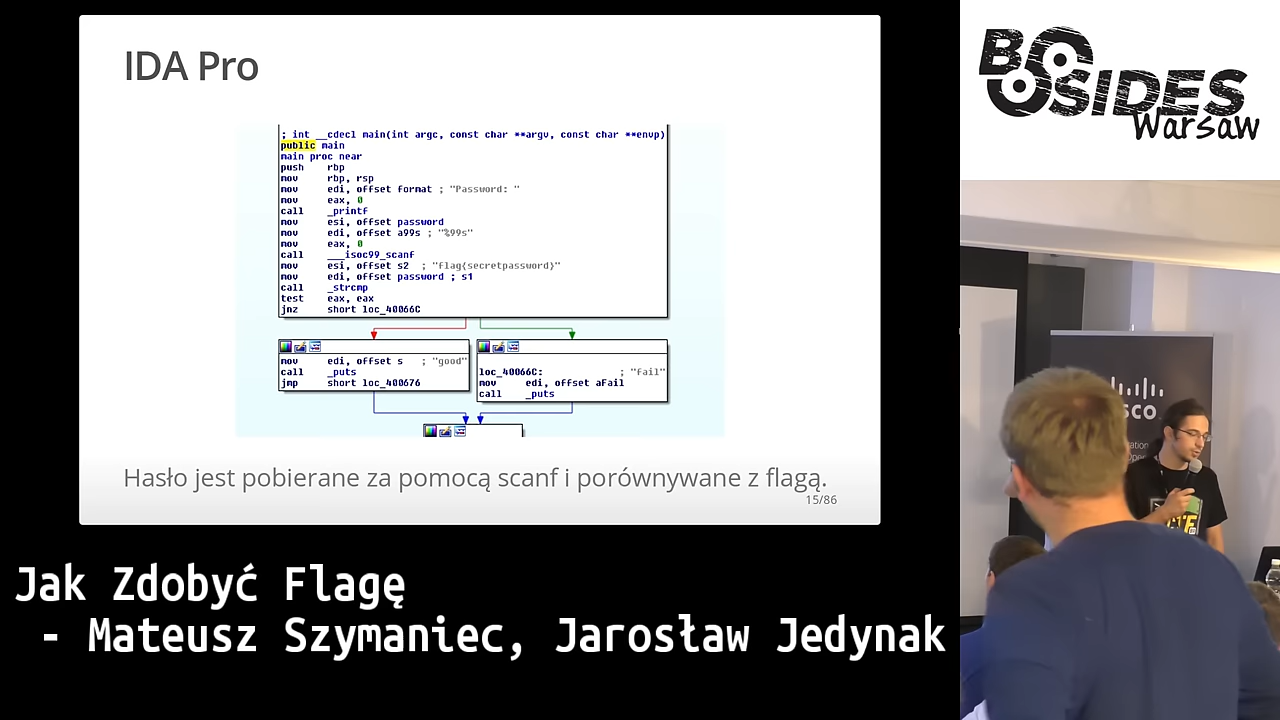 IDA Pro
; int __cdecl main(int argc, const char **argv, const char **envp)
public main
main proc near
push rbp
mov rbp, rsp
mov edi, offset format ; "Password: "
mov eax, 0
call _printf
mov esi, offset password
mov edi, offset a99s ; "%99s"
mov eax, 0
call ___isoc99_scanf
mov esi, offset s2 ; "flag{secretpassword}"
mov edi, offset password ; s1
call _strcmp
test eax, eax
jnz short loc_40066C
mov edi, offset s ; "good"
call _puts
jmp short loc_400676
loc_40066C: ; "fail"
mov edi, offset aFail
call _puts
Hasło jest pobierane za pomocą scanf i porównywane z flagą.
15/86
Jak Zdobyć Flagę
- Mateusz Szymaniec, Jarosław Jedynak
BSIDES
Warsaw